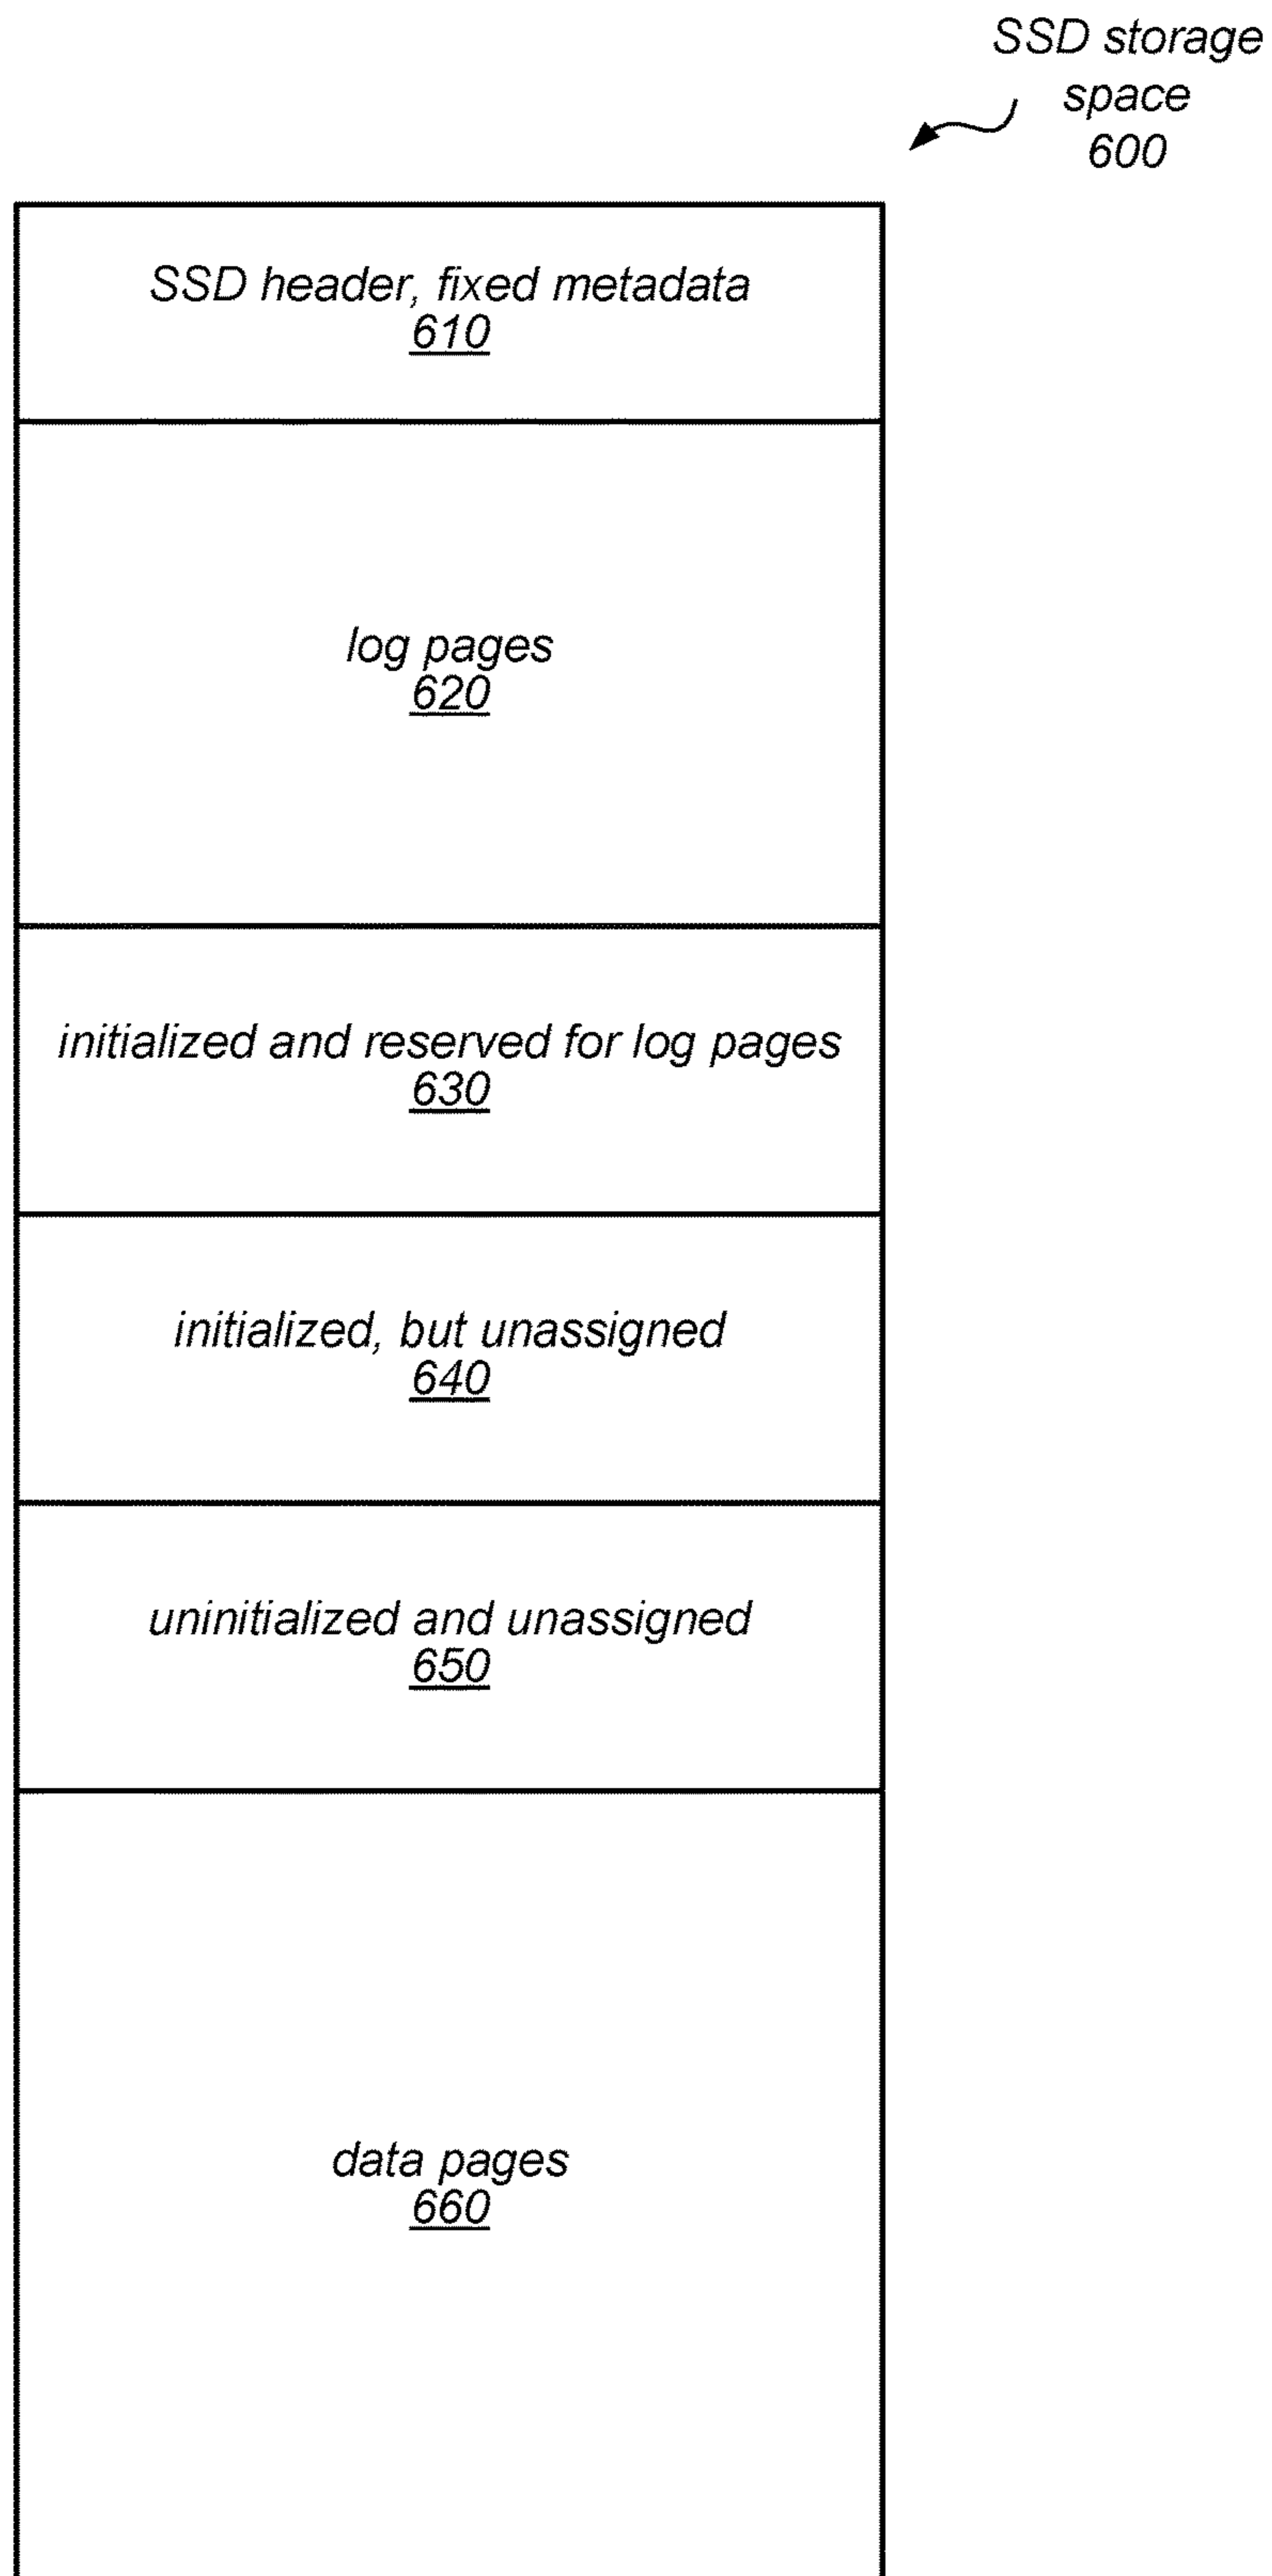 SSD storage
space
600
SSD header, fixed metadata
610
log pages
620
initialized and reserved for log pages
630
initialized, but unassigned
640
uninitialized and unassigned
650
data pages
660